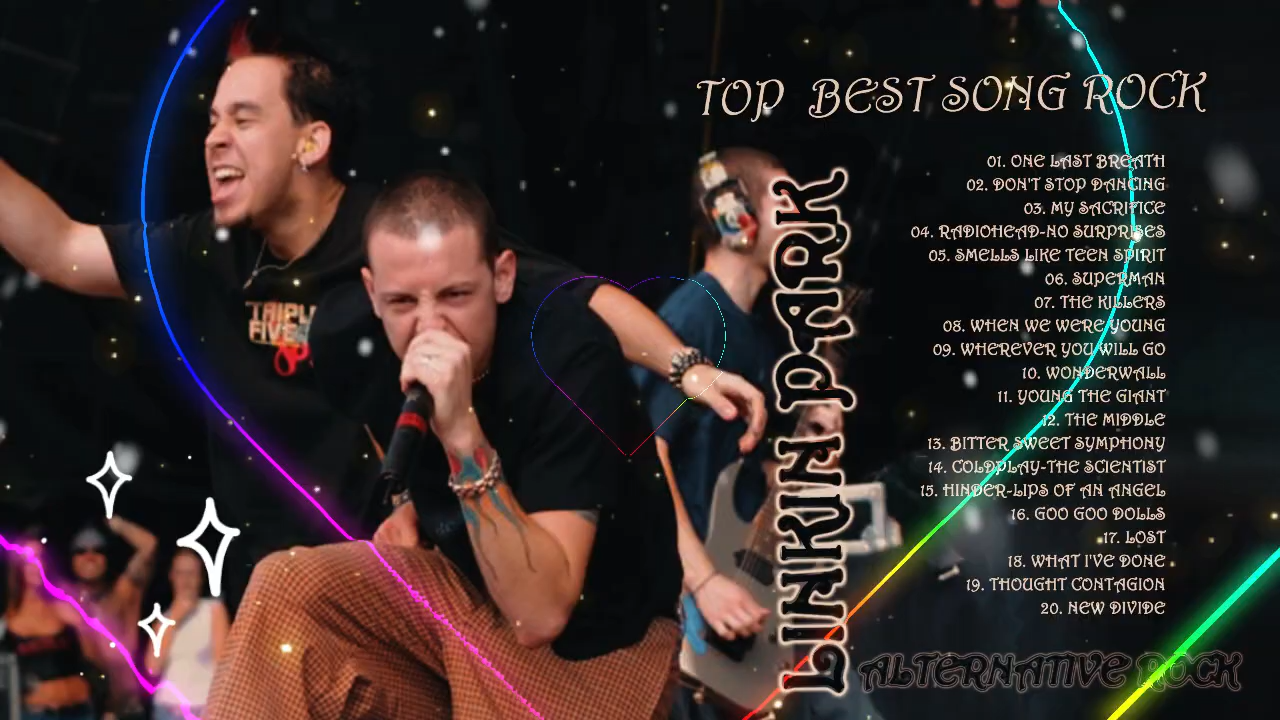 TOP BEST SONG ROCK
01. ONE LAST BREATH
02. DON'T STOP DANCING
03. MY SACRIFICE
04. RADIOHEAD-NO SURPRISES
05. SMELLS LIKE TEEN SPIRIT
06. SUPERMAN
07. THE KILLERS
08. WHEN WE WERE YOUNG
09. WHEREVER YOU WILL GO
10. WONDERWALL
11. YOUNG THE GIANT
12. THE MIDDLE
13. BITTER SWEET SYMPHONY
14. COLDPLAY-THE SCIENTIST
15. HINDER-LIPS OF AN ANGEL
16. GOO GOO DOLLS
17. LOST
18. WHAT I'VE DONE
19. THOUGHT CONTAGION
20. NEW DIVIDE
LINKIN PARK
ALTERNATIVE ROCK
TRIPLE
FIVE